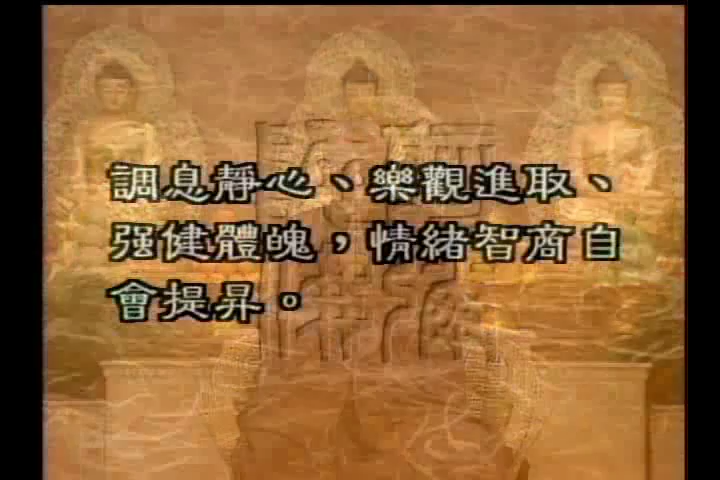 調息靜心、樂觀進取、
强健體魄，情緒智商自
會提昇。